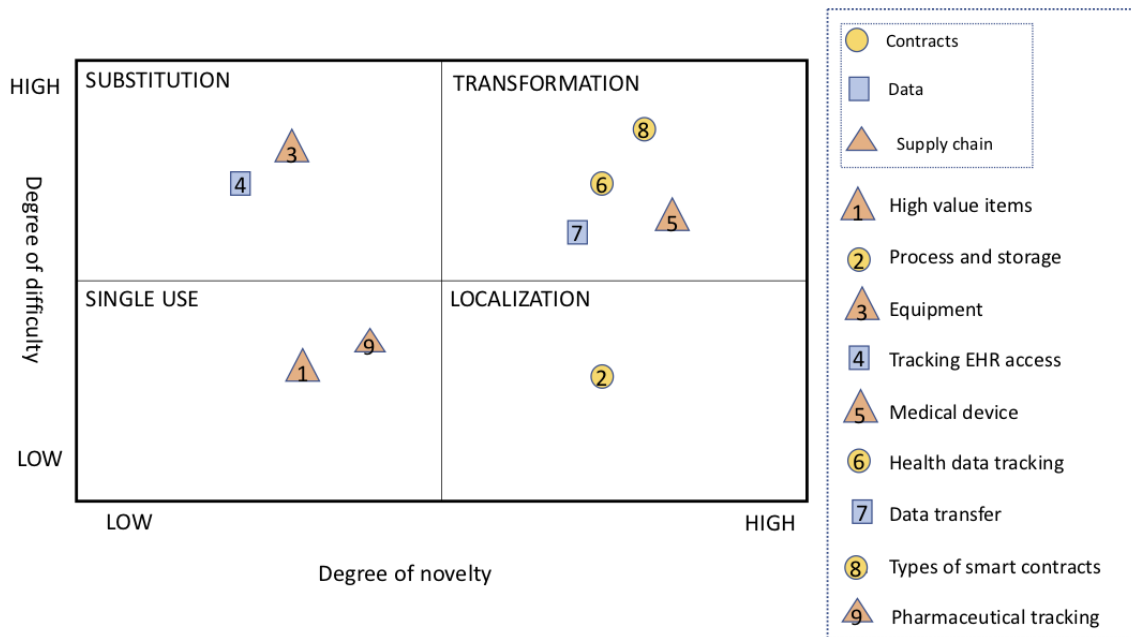 HIGH
SUBSTITUTION
TRANSFORMATION
8
3
4
6
5
7
Degree of difficulty
SINGLE USE
LOCALIZATION
9
1
2
LOW
LOW
HIGH
Degree of novelty
Contracts
Data
Supply chain
1 High value items
2 Process and storage
3 Equipment
4 Tracking EHR access
5 Medical device
6 Health data tracking
7 Data transfer
8 Types of smart contracts
9 Pharmaceutical tracking